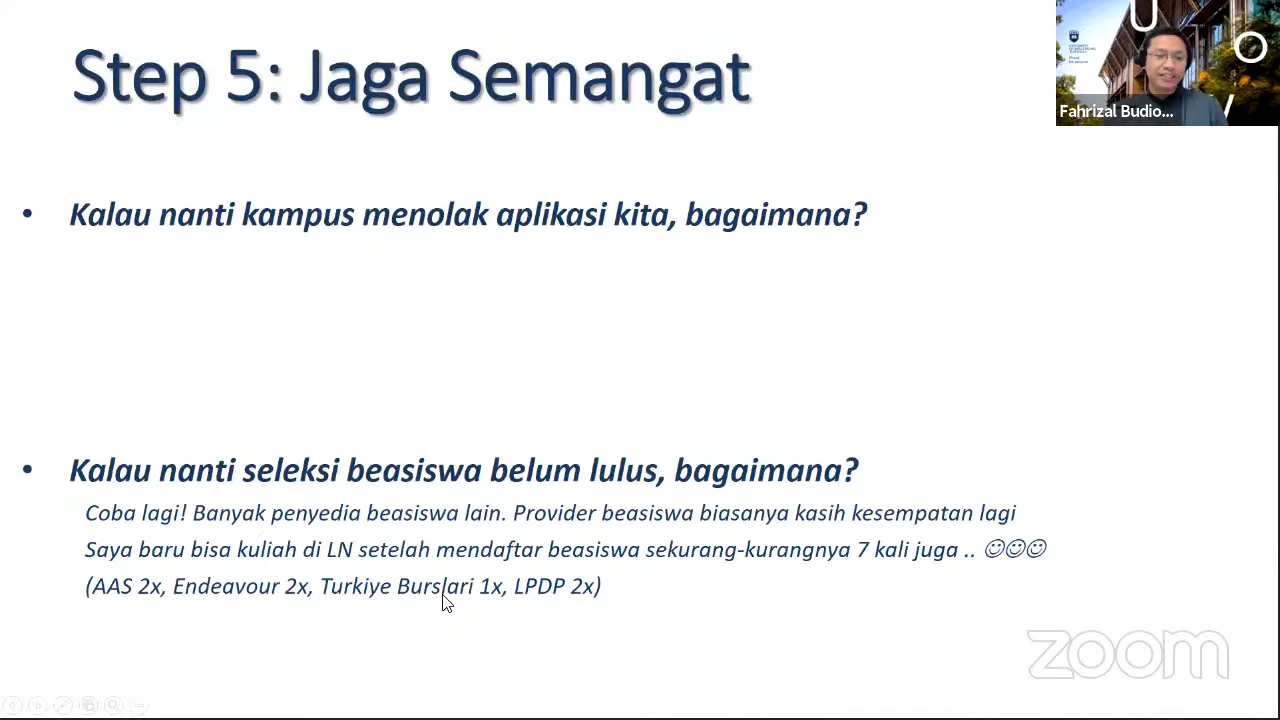 Step 5: Jaga Semangat
Fahrizal Budio...
• Kalau nanti kampus menolak aplikasi kita, bagaimana?
• Kalau nanti seleksi beasiswa belum lulus, bagaimana?
Coba lagi! Banyak penyedia beasiswa lain. Provider beasiswa biasanya kasih kesempatan lagi
Saya baru bisa kuliah di LN setelah mendaftar beasiswa sekurang-kurangnya 7 kali juga .. ☺☺☺
(AAS 2x, Endeavour 2x, Turkiye Burslari 1x, LPDP 2x)
zoom